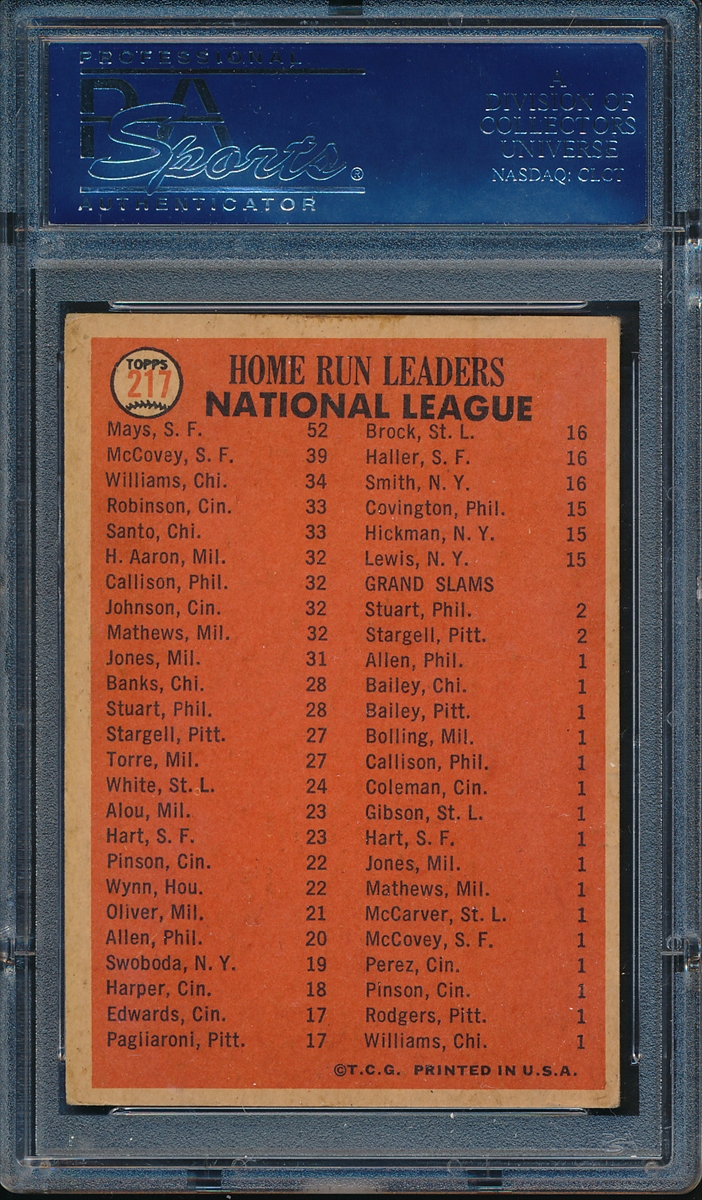 PROFESSIONAL
PSA
Sports®
AUTHENTICATOR
A
DIVISION OF
COLLECTORS
UNIVERSE
NASDAQ: CLCT
TOPPS
217
HOME RUN LEADERS
NATIONAL LEAGUE
Mays, S. F. 52
McCovey, S. F. 39
Williams, Chi. 34
Robinson, Cin. 33
Santo, Chi. 33
H. Aaron, Mil. 32
Callison, Phil. 32
Johnson, Cin. 32
Mathews, Mil. 32
Jones, Mil. 31
Banks, Chi. 28
Stuart, Phil. 28
Stargell, Pitt. 27
Torre, Mil. 27
White, St. L. 24
Alou, Mil. 23
Hart, S. F. 23
Pinson, Cin. 22
Wynn, Hou. 22
Oliver, Mil. 21
Allen, Phil. 20
Swoboda, N. Y. 19
Harper, Cin. 18
Edwards, Cin. 17
Pagliaroni, Pitt. 17
Brock, St. L. 16
Haller, S. F. 16
Smith, N. Y. 16
Covington, Phil. 15
Hickman, N. Y. 15
Lewis, N. Y. 15
GRAND SLAMS
Stuart, Phil. 2
Stargell, Pitt. 2
Allen, Phil. 1
Bailey, Chi. 1
Bailey, Pitt. 1
Bolling, Mil. 1
Callison, Phil. 1
Coleman, Cin. 1
Gibson, St. L. 1
Hart, S. F. 1
Jones, Mil. 1
Mathews, Mil. 1
McCarver, St. L. 1
McCovey, S. F. 1
Perez, Cin. 1
Pinson, Cin. 1
Rodgers, Pitt. 1
Williams, Chi. 1
©T.C.G. PRINTED IN U.S.A.